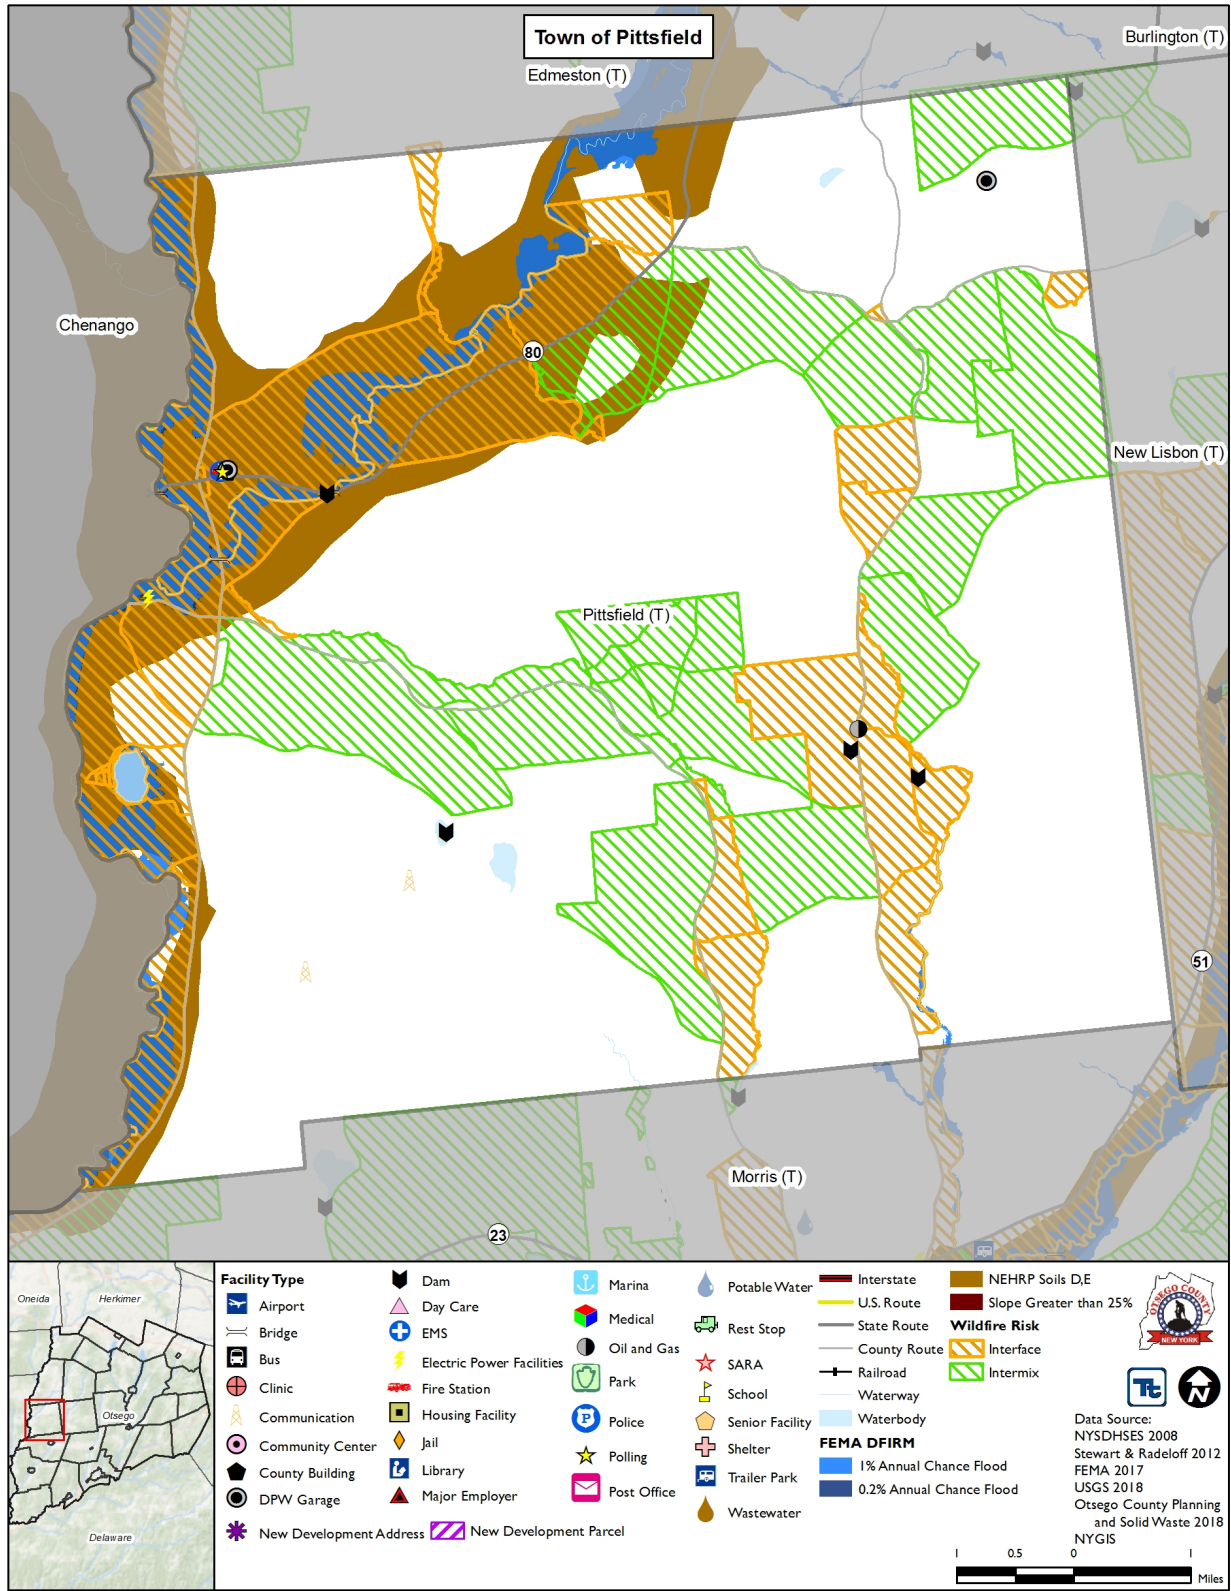 Town of Pittsfield
Burlington (T)
Edmeston (T)
Chenango
80
New Lisbon (T)
Pittsfield (T)
51
Morris (T)
23
Oneida
Herkimer
Otsego
Delaware
Facility Type
Airport
Bridge
Bus
Clinic
Communication
Community Center
County Building
DPW Garage
New Development Address
Dam
Day Care
EMS
Electric Power Facilities
Fire Station
Housing Facility
Jail
Library
Major Employer
New Development Parcel
Marina
Medical
Oil and Gas
Park
Police
Polling
Post Office
Potable Water
Rest Stop
SARA
School
Senior Facility
Shelter
Trailer Park
Wastewater
Interstate
U.S. Route
State Route
County Route
Railroad
Waterway
Waterbody
FEMA DFIRM
1% Annual Chance Flood
0.2% Annual Chance Flood
NEHRP Soils D,E
Slope Greater than 25%
Wildfire Risk
Interface
Intermix
OTSEGO COUNTY
NEW YORK
Tt
N
Data Source:
NYSDHSES 2008
Stewart & Radeloff 2012
FEMA 2017
USGS 2018
Otsego County Planning
and Solid Waste 2018
NYGIS
1 0.5 0 1
Miles